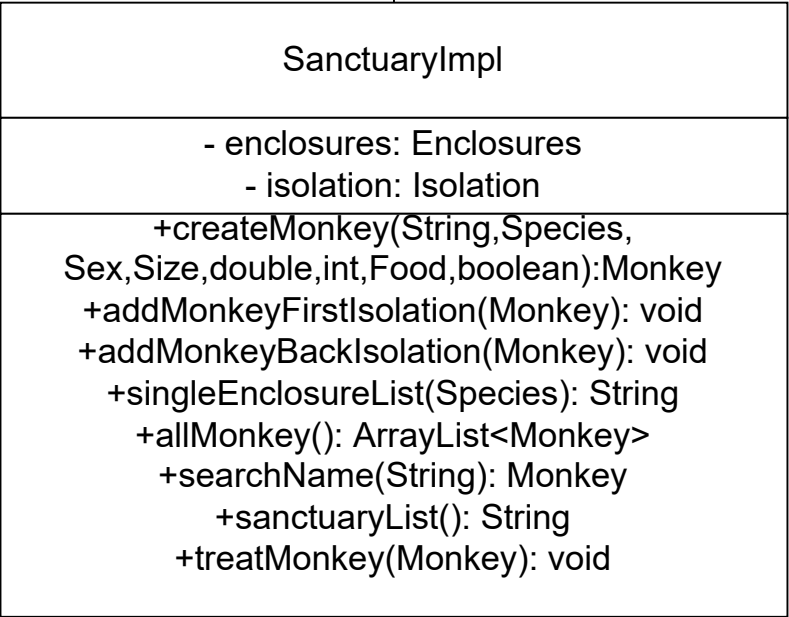 SanctuaryImpl
- enclosures: Enclosures
- isolation: Isolation
+createMonkey(String,Species,
Sex,Size,double,int,Food,boolean):Monkey
+addMonkeyFirstIsolation(Monkey): void
+addMonkeyBackIsolation(Monkey): void
+singleEnclosureList(Species): String
+allMonkey(): ArrayList<Monkey>
+searchName(String): Monkey
+sanctuaryList(): String
+treatMonkey(Monkey): void